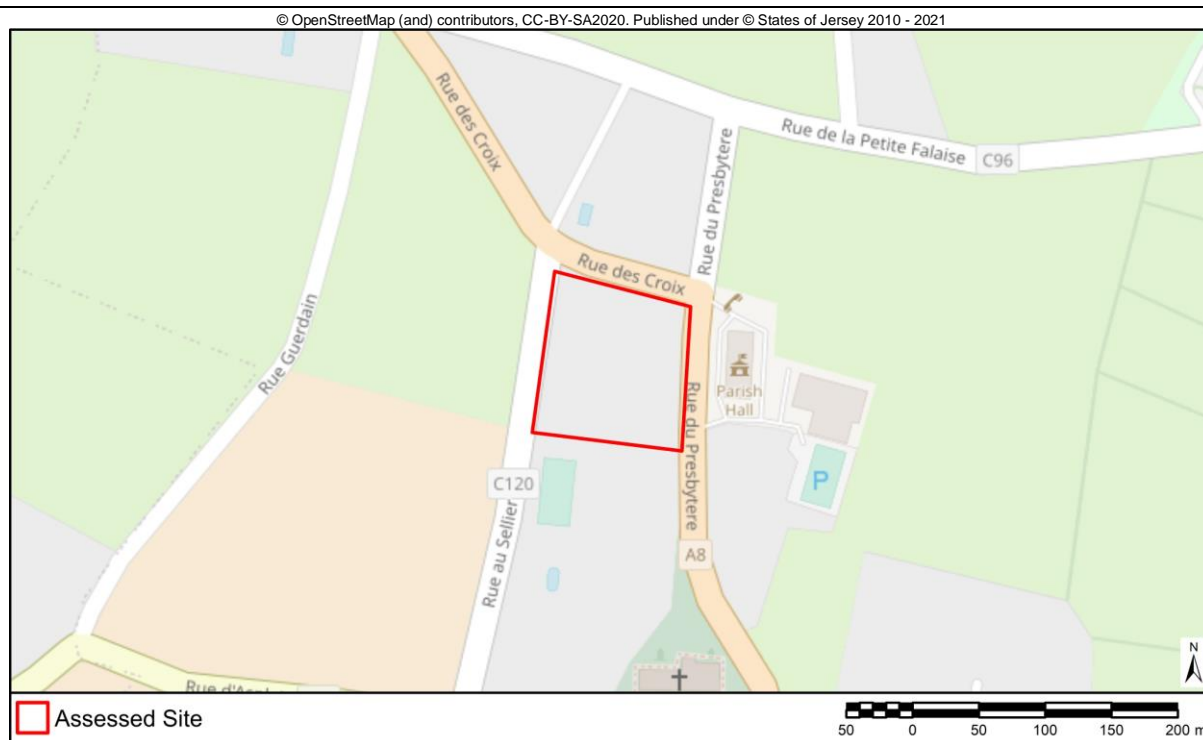 © OpenStreetMap (and) contributors, CC-BY-SA2020. Published under © States of Jersey 2010 - 2021
Rue des Croix
Rue du Presbytere
Rue de la Petite Falaise
C96
Rue des Croix
Rue Guerdain
Parish
Hall
Rue du Presbytere
P
C120
Rue au Sellier
A8
N
Assessed Site
50 0 50 100 150 200 m